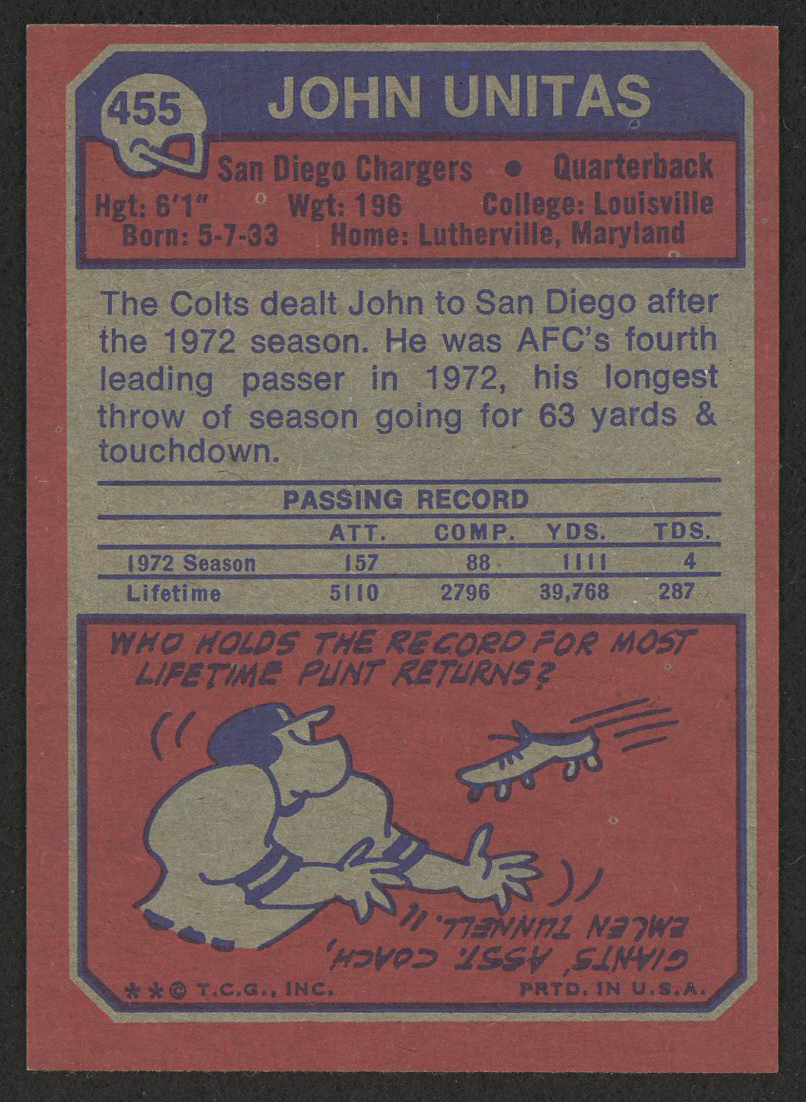 455
JOHN UNITAS
San Diego Chargers • Quarterback
Hgt: 6'1" Wgt: 196 College: Louisville
Born: 5-7-33 Home: Lutherville, Maryland
The Colts dealt John to San Diego after
the 1972 season. He was AFC's fourth
leading passer in 1972, his longest
throw of season going for 63 yards &
touchdown.
PASSING RECORD
ATT. COMP. YDS. TDS.
1972 Season 157 88 1111 4
Lifetime 5110 2796 39,768 287
WHO HOLDS THE RECORD FOR MOST
LIFETIME PUNT RETURNS?
GIANTS' ASST. COACH,
EMLEN TUNNELL.
** © T.C.G., INC. PRTD. IN U.S.A.